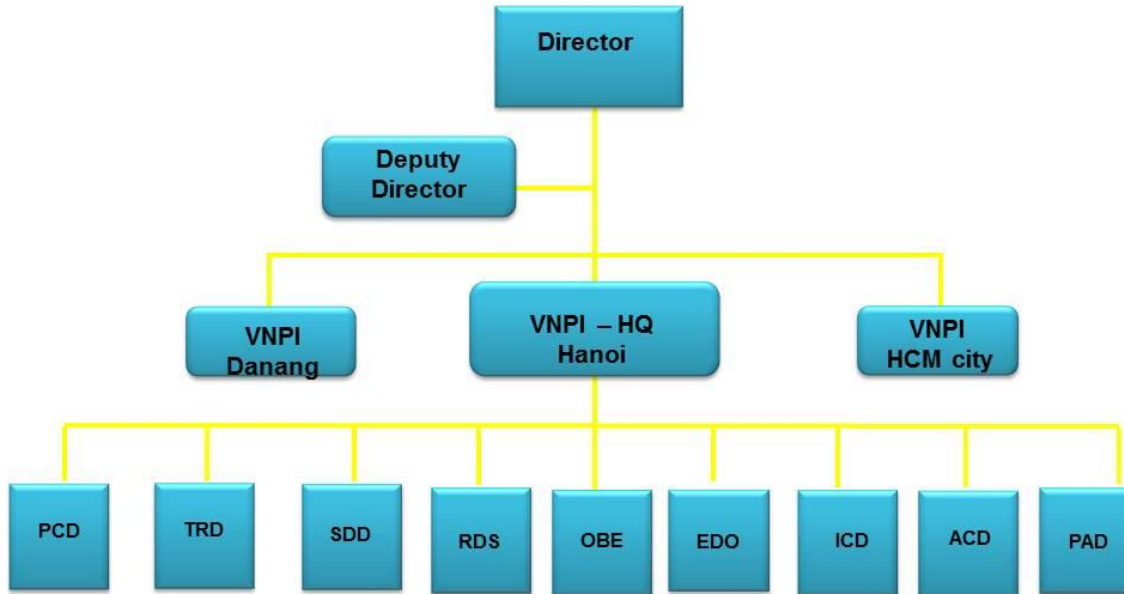 Director
Deputy
Director
VNPI
Danang
VNPI – HQ
Hanoi
VNPI
HCM city
PCD
TRD
SDD
RDS
OBE
EDO
ICD
ACD
PAD